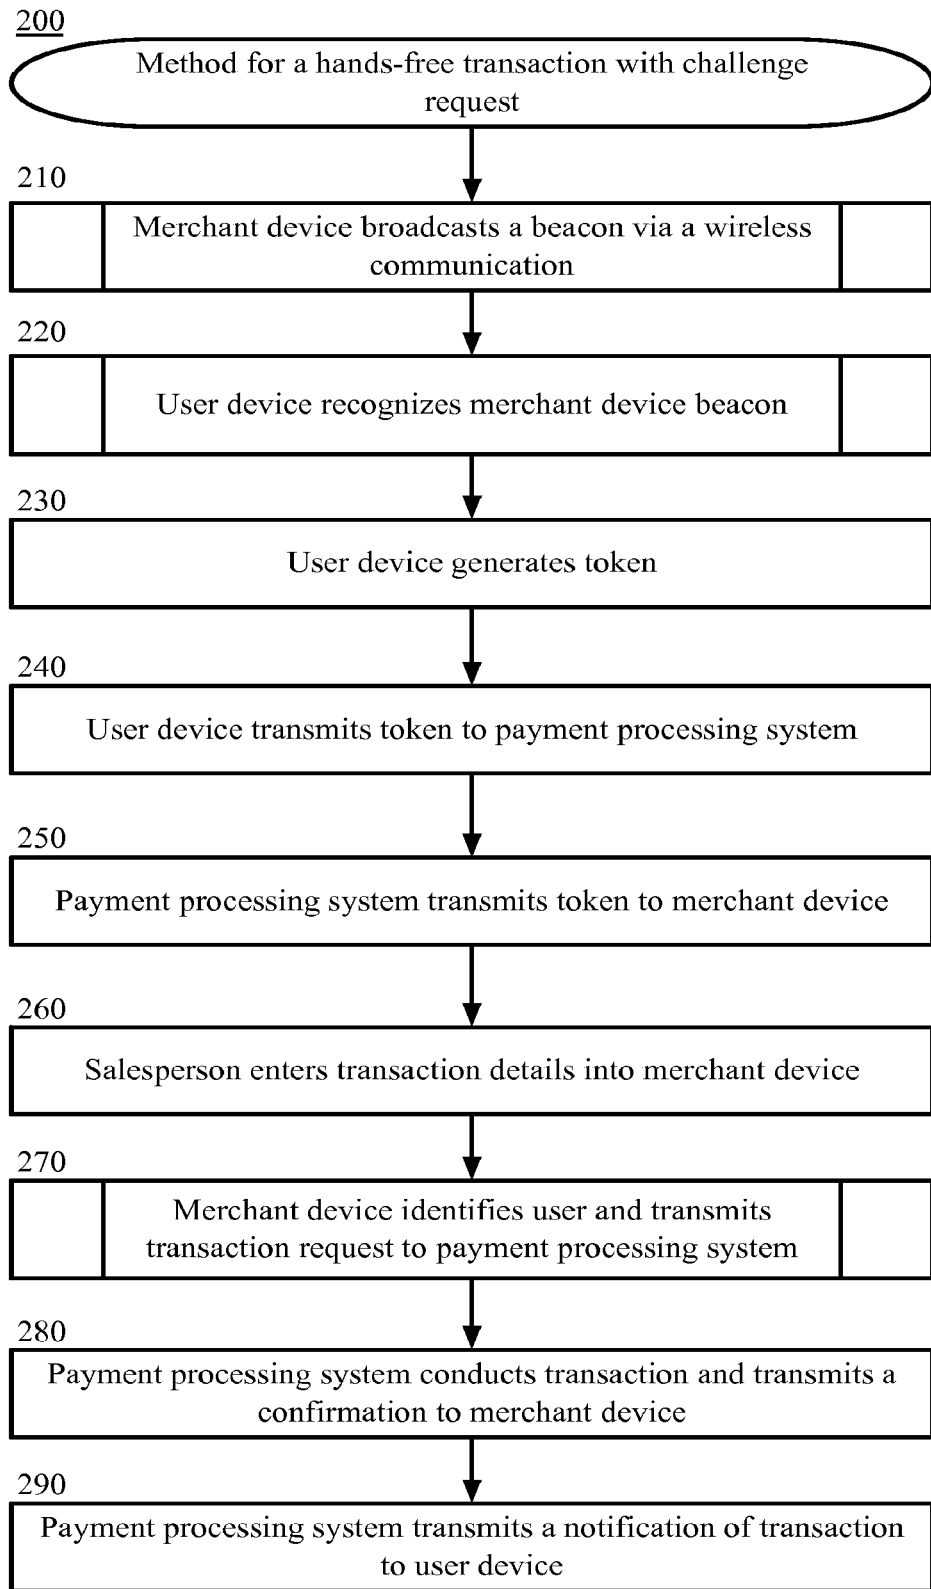 200
Method for a hands-free transaction with challenge
request
210
Merchant device broadcasts a beacon via a wireless
communication
220
User device recognizes merchant device beacon
230
User device generates token
240
User device transmits token to payment processing system
250
Payment processing system transmits token to merchant device
260
Salesperson enters transaction details into merchant device
270
Merchant device identifies user and transmits
transaction request to payment processing system
280
Payment processing system conducts transaction and transmits a
confirmation to merchant device
290
Payment processing system transmits a notification of transaction
to user device